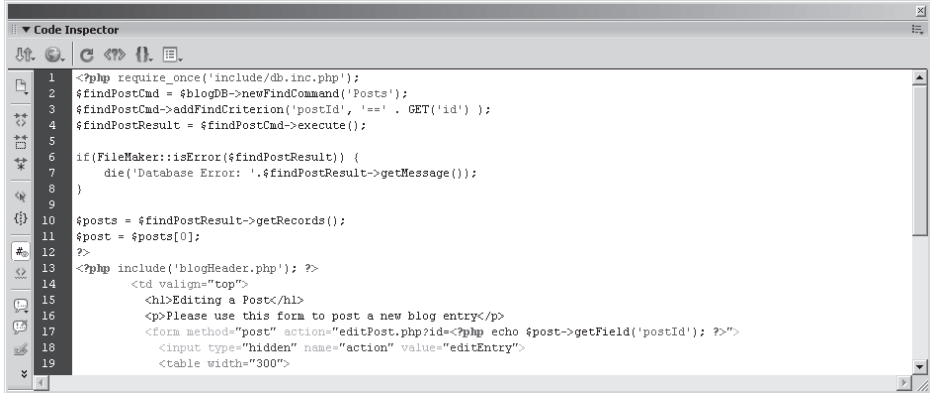 Code Inspector
1 <?php require_once('include/db.inc.php');
2 $findPostCmd = $blogDB->newFindCommand('Posts');
3 $findPostCmd->addFindCriterion('postId', '==' . GET('id') );
4 $findPostResult = $findPostCmd->execute();
5
6 if(FileMaker::isError($findPostResult)) {
7     die('Database Error: '.$findPostResult->getMessage());
8 }
9
10 $posts = $findPostResult->getRecords();
11 $post = $posts[0];
12 ?>
13 <?php include('blogHeader.php'); ?>
14         <td valign="top">
15           <h1>Editing a Post</h1>
16           <p>Please use this form to post a new blog entry</p>
17           <form method="post" action="editPost.php?id=<?php echo $post->getField('postId'); ?>">
18             <input type="hidden" name="action" value="editEntry">
19             <table width="300">